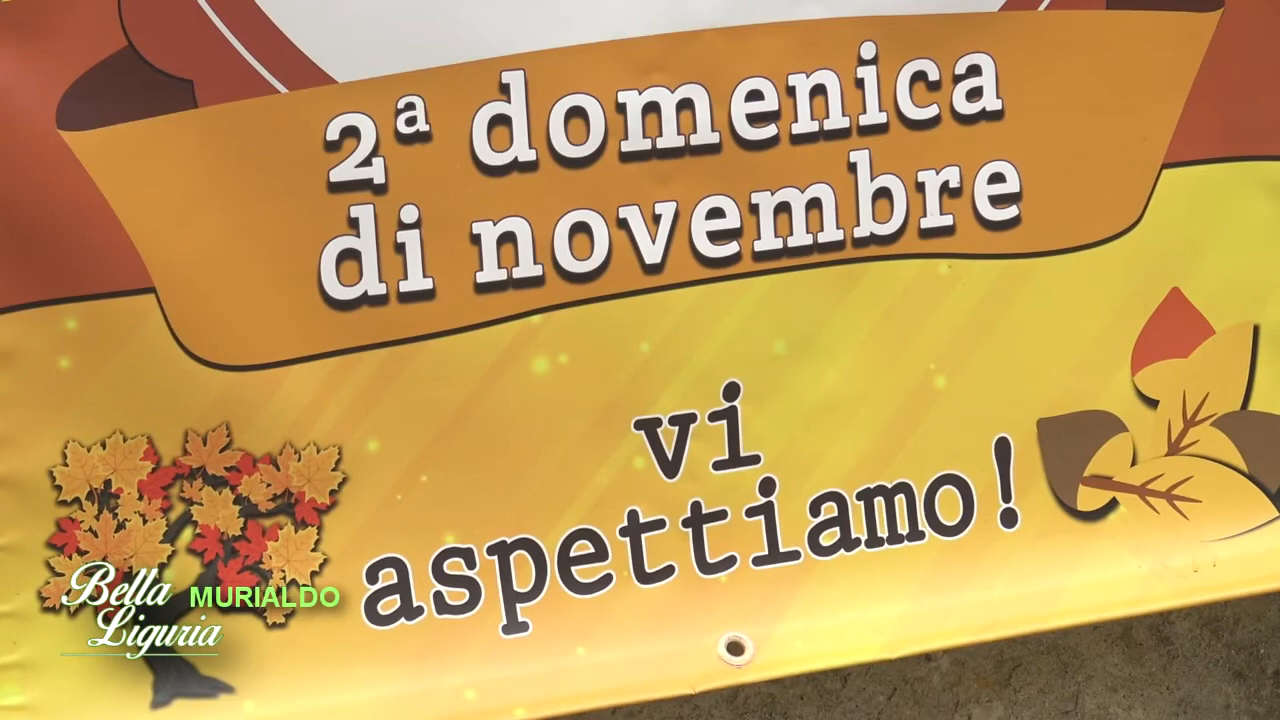 2ª domenica
di novembre
vi
aspettiamo!
Bella
Liguria
MURIALDO